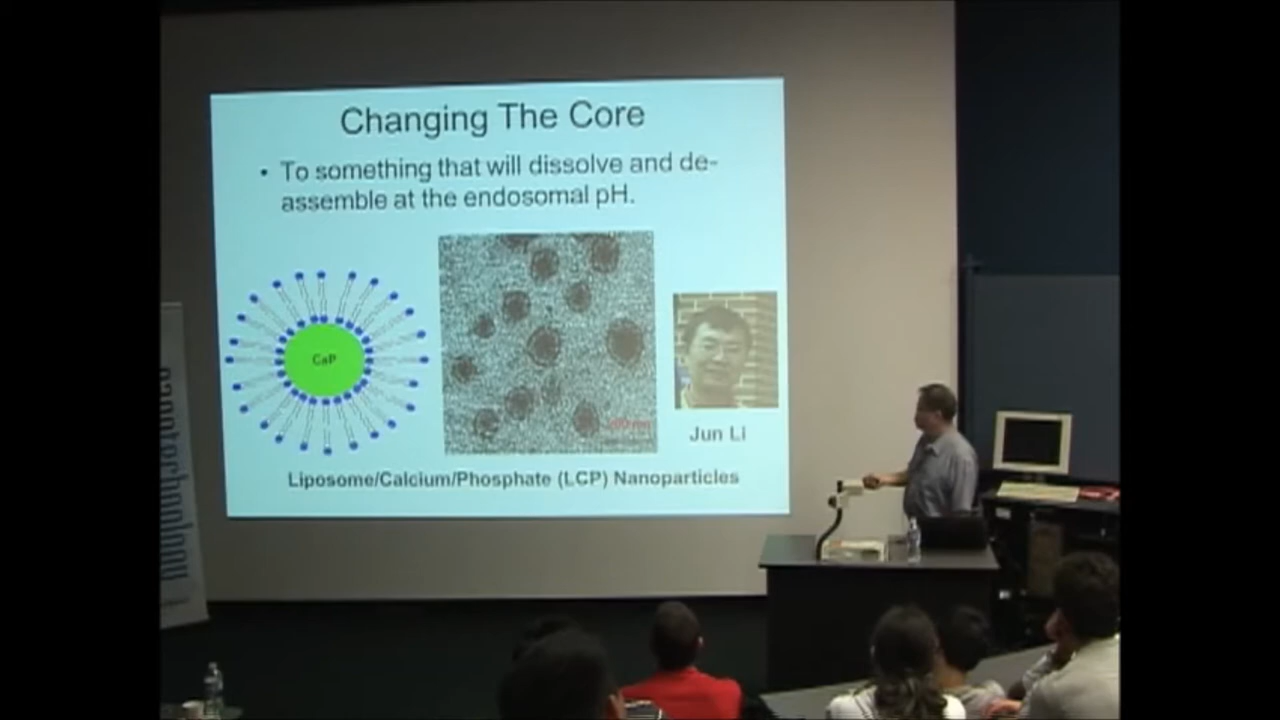 Changing The Core
• To something that will dissolve and de-
assemble at the endosomal pH.
CaP
Jun Li
Liposome/Calcium/Phosphate (LCP) Nanoparticles